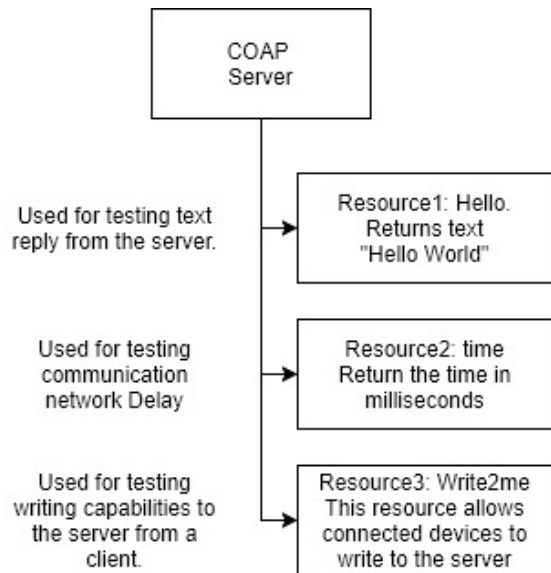 COAP
Server
Used for testing text
reply from the server.
Resource1: Hello.
Returns text
"Hello World"
Used for testing
communication
network Delay
Resource2: time
Return the time in
milliseconds
Used for testing
writing capabilities to
the server from a
client.
Resource3: Write2me
This resource allows
connected devices to
write to the server